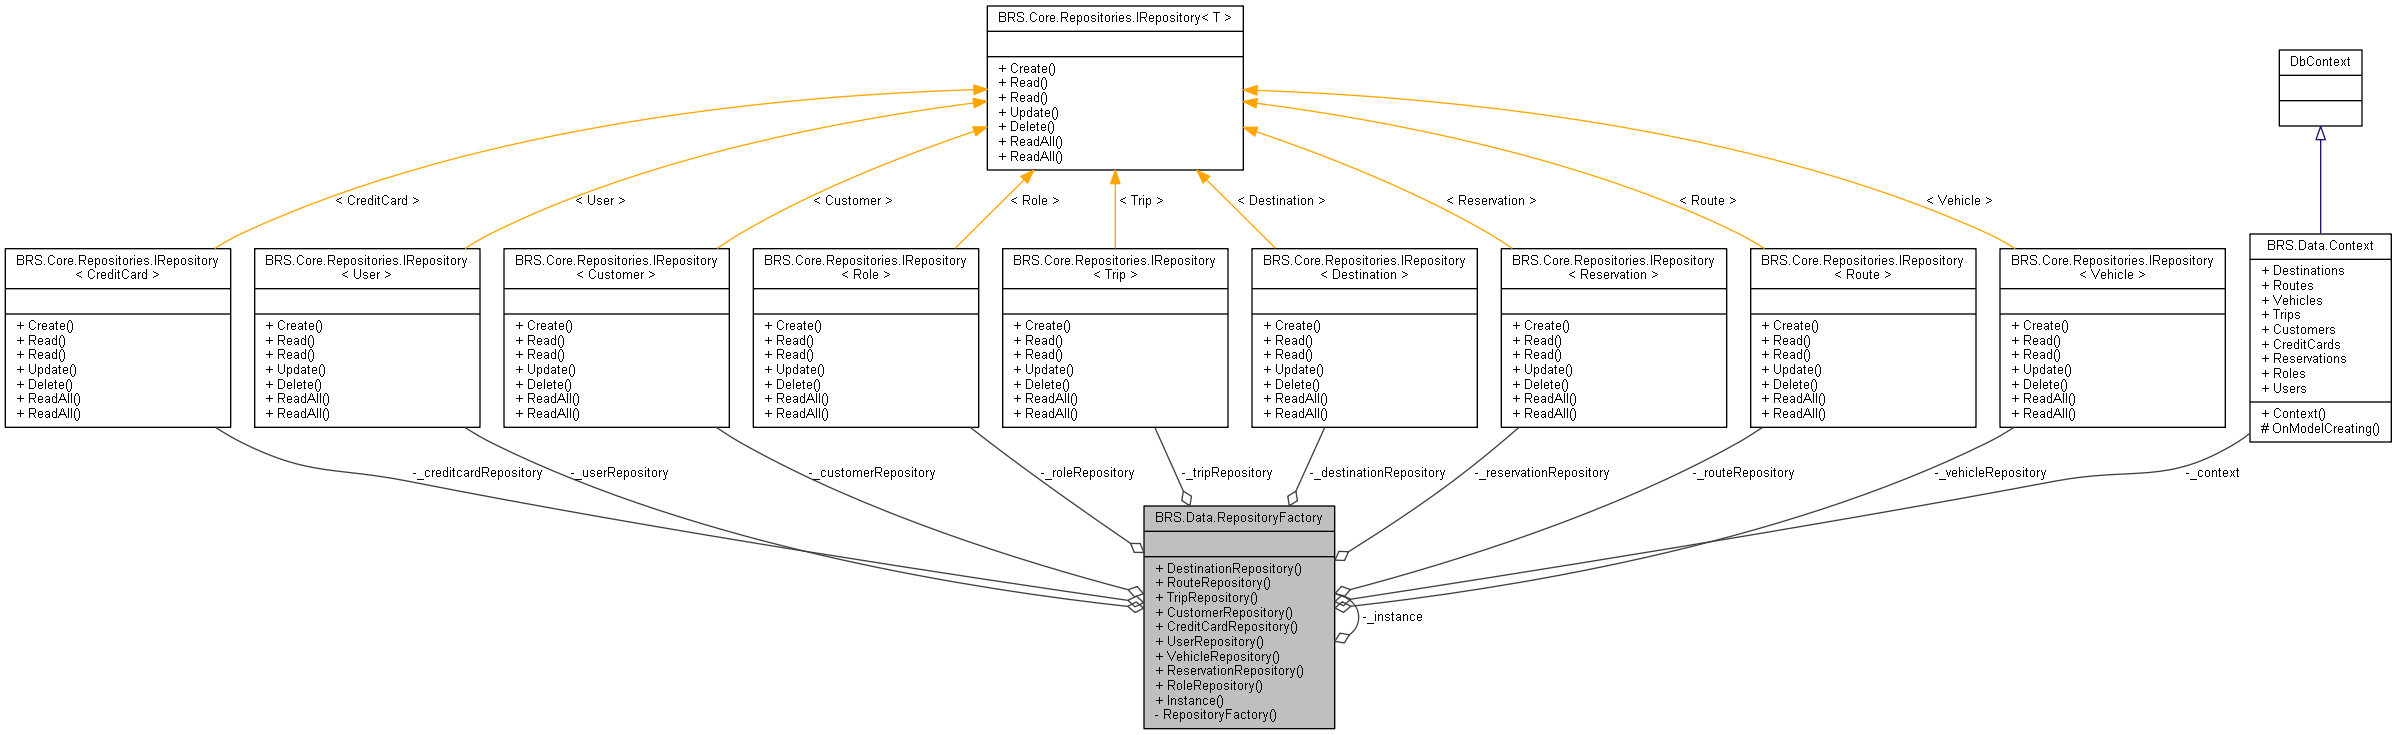 BRS.Core.Repositories.IRepository< T >
+ Create()
+ Read()
+ Read()
+ Update()
+ Delete()
+ ReadAll()
+ ReadAll()
DbContext
< CreditCard >
< User >
< Customer >
< Role >
< Trip >
< Destination >
< Reservation >
< Route >
< Vehicle >
BRS.Core.Repositories.IRepository
< CreditCard >
+ Create()
+ Read()
+ Read()
+ Update()
+ Delete()
+ ReadAll()
+ ReadAll()
BRS.Core.Repositories.IRepository
< User >
+ Create()
+ Read()
+ Read()
+ Update()
+ Delete()
+ ReadAll()
+ ReadAll()
BRS.Core.Repositories.IRepository
< Customer >
+ Create()
+ Read()
+ Read()
+ Update()
+ Delete()
+ ReadAll()
+ ReadAll()
BRS.Core.Repositories.IRepository
< Role >
+ Create()
+ Read()
+ Read()
+ Update()
+ Delete()
+ ReadAll()
+ ReadAll()
BRS.Core.Repositories.IRepository
< Trip >
+ Create()
+ Read()
+ Read()
+ Update()
+ Delete()
+ ReadAll()
+ ReadAll()
BRS.Core.Repositories.IRepository
< Destination >
+ Create()
+ Read()
+ Read()
+ Update()
+ Delete()
+ ReadAll()
+ ReadAll()
BRS.Core.Repositories.IRepository
< Reservation >
+ Create()
+ Read()
+ Read()
+ Update()
+ Delete()
+ ReadAll()
+ ReadAll()
BRS.Core.Repositories.IRepository
< Route >
+ Create()
+ Read()
+ Read()
+ Update()
+ Delete()
+ ReadAll()
+ ReadAll()
BRS.Core.Repositories.IRepository
< Vehicle >
+ Create()
+ Read()
+ Read()
+ Update()
+ Delete()
+ ReadAll()
+ ReadAll()
BRS.Data.Context
+ Destinations
+ Routes
+ Vehicles
+ Trips
+ Customers
+ CreditCards
+ Reservations
+ Roles
+ Users
+ Context()
# OnModelCreating()
-_creditcardRepository
-_userRepository
-_customerRepository
-_roleRepository
-_tripRepository
-_destinationRepository
-_reservationRepository
-_routeRepository
-_vehicleRepository
-_context
BRS.Data.RepositoryFactory
+ DestinationRepository()
+ RouteRepository()
+ TripRepository()
+ CustomerRepository()
+ CreditCardRepository()
+ UserRepository()
+ VehicleRepository()
+ ReservationRepository()
+ RoleRepository()
+ Instance()
- RepositoryFactory()
-_instance